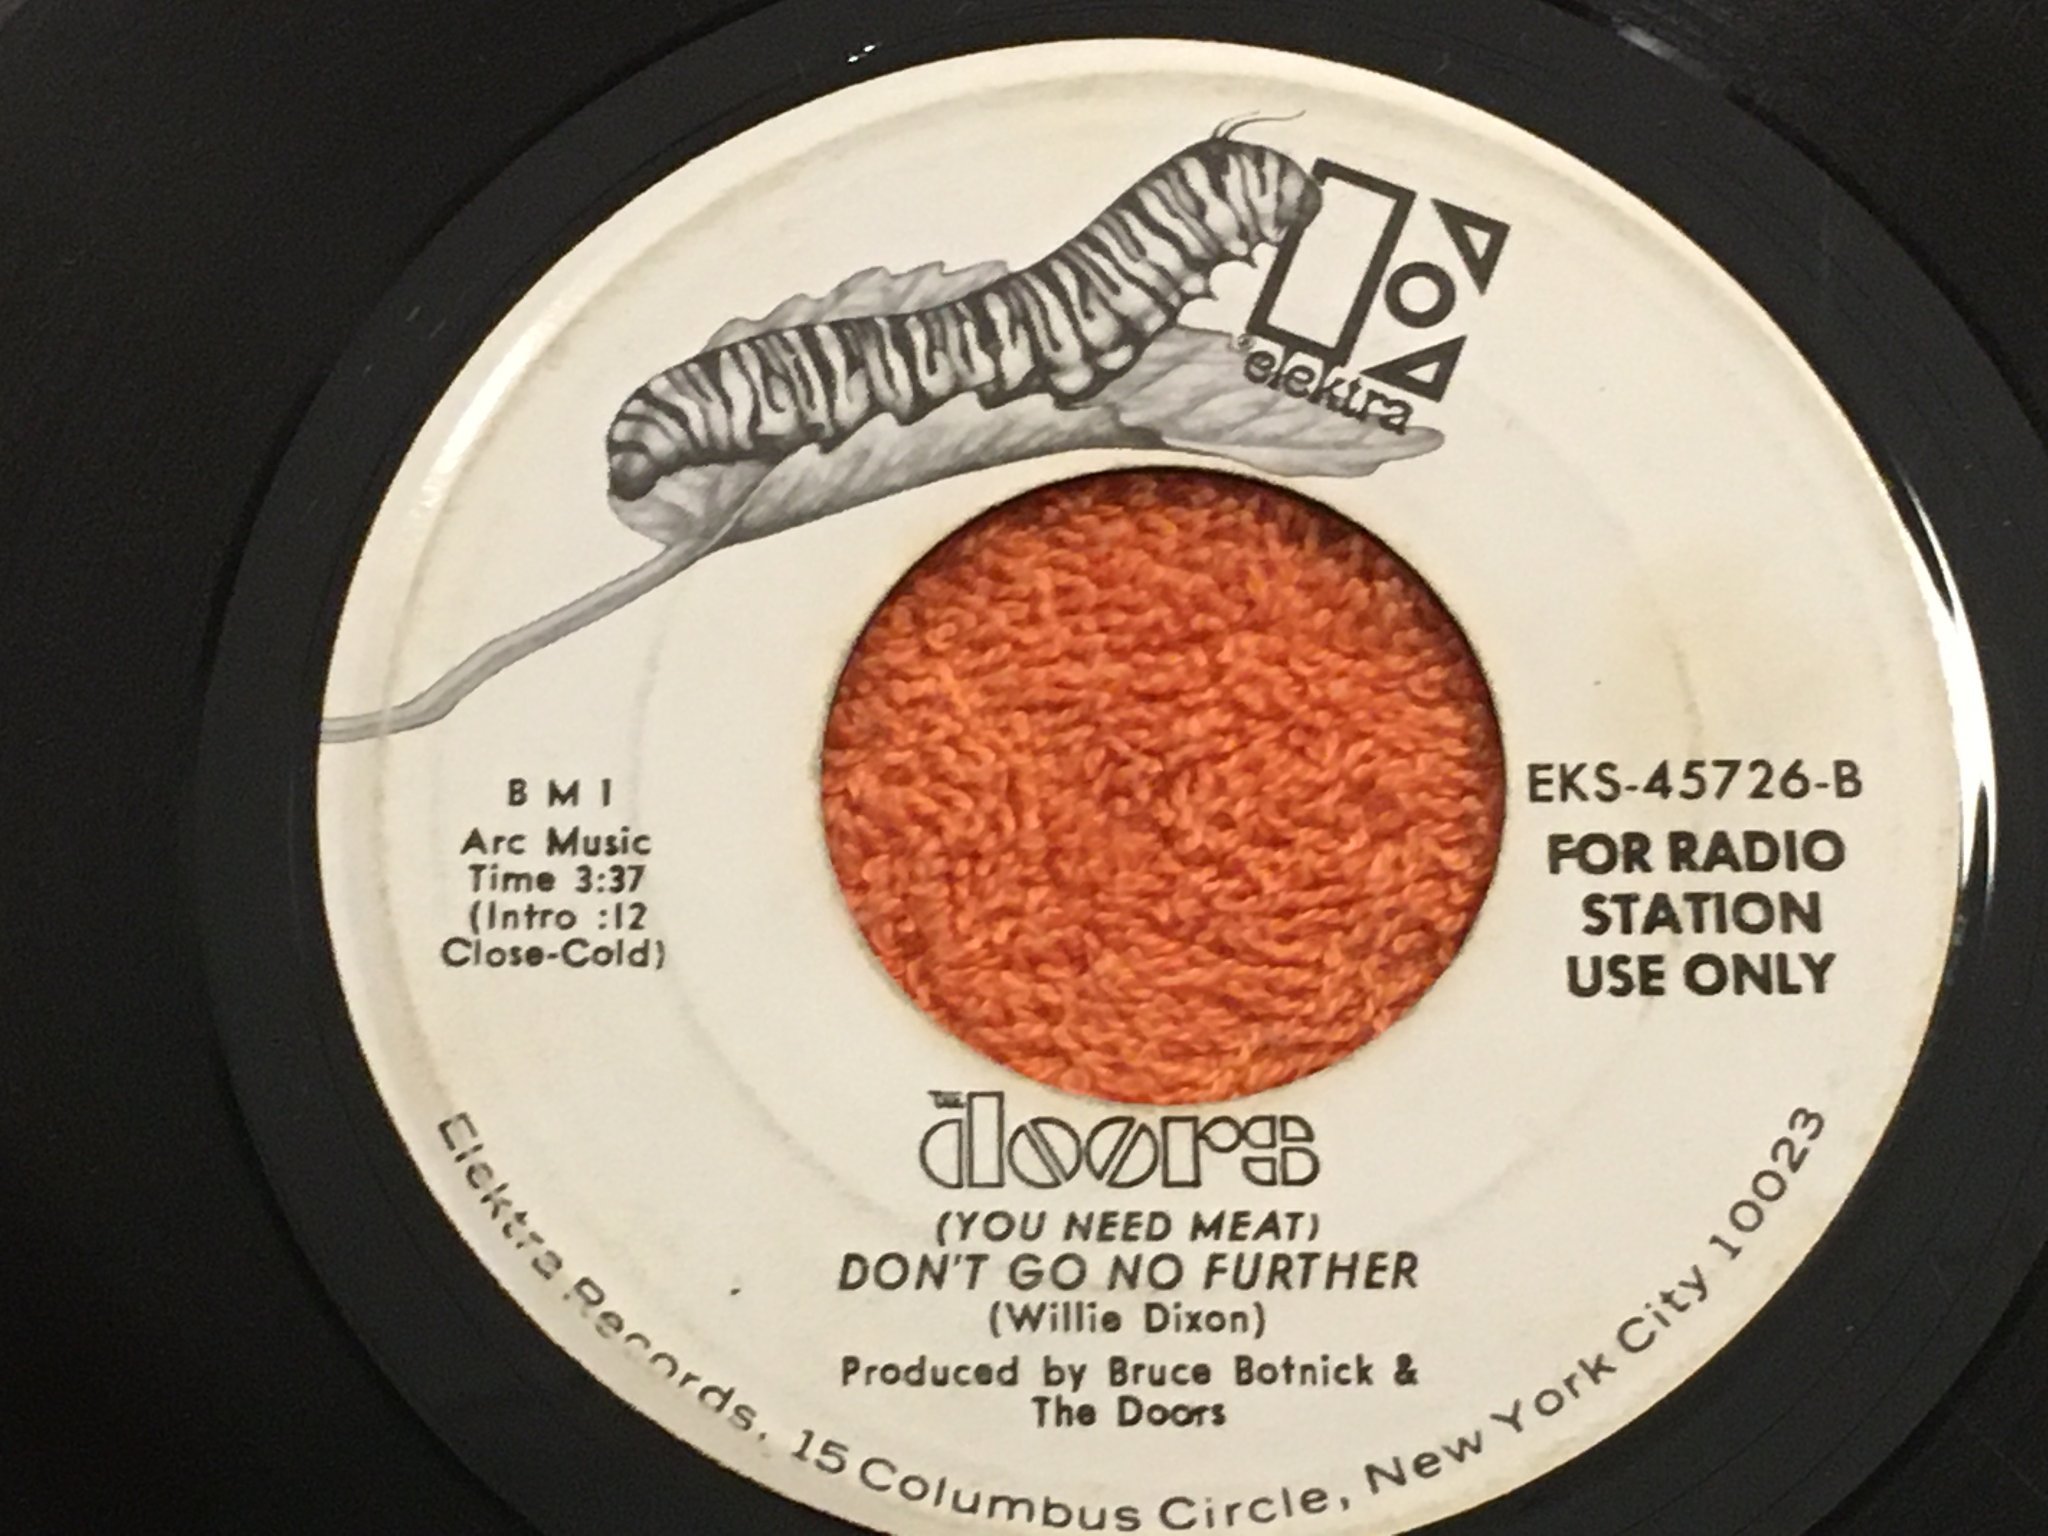 elektra
B M I
Arc Music
Time 3:37
(Intro :12
Close-Cold)
EKS-45726-B
FOR RADIO
STATION
USE ONLY
THE
doors
(YOU NEED MEAT)
DON'T GO NO FURTHER
(Willie Dixon)
Produced by Bruce Botnick &
The Doors
Elektra Records, 15 Columbus Circle, New York City 10023